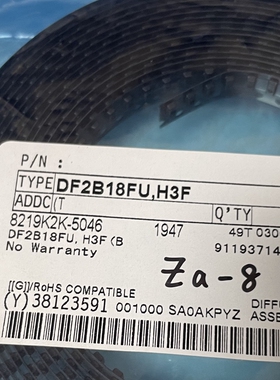 P/N :
TYPE DF2B18FU,H3F
ADDC (T Q'TY
8219K2K-5046 1947 49T 030
DF2B18FU, H3F (B 91193714
No Warranty
Za-8
[[G]]/RoHS COMPATIBLE DIFFU
(Y)38123591 001000 SA0AKPYZ ASSE